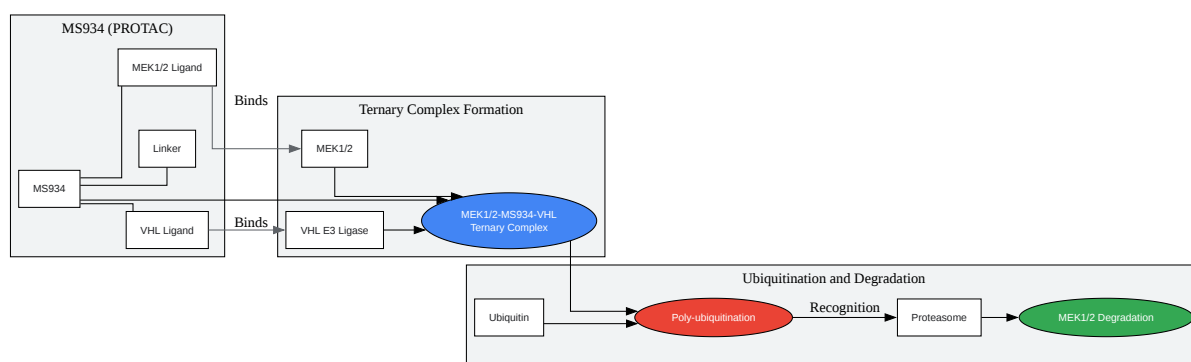 MS934 (PROTAC)
MEK1/2 Ligand
Binds
Ternary Complex Formation
Linker
MEK1/2
MS934
VHL Ligand
Binds
VHL E3 Ligase
MEK1/2-MS934-VHL
Ternary Complex
Ubiquitination and Degradation
Ubiquitin
Poly-ubiquitination
Recognition
Proteasome
MEK1/2 Degradation